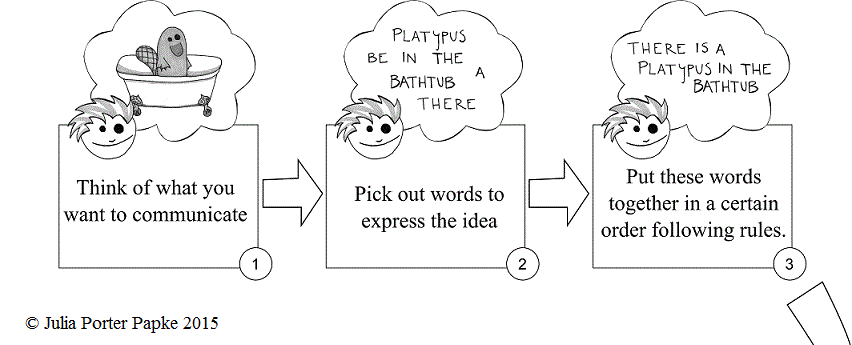 PLATYPUS
BE IN THE
BATHTUB A
THERE
THERE IS A
PLATYPUS IN THE
BATHTUB
Think of what you
want to communicate
1
Pick out words to
express the idea
2
Put these words
together in a certain
order following rules.
3
© Julia Porter Papke 2015